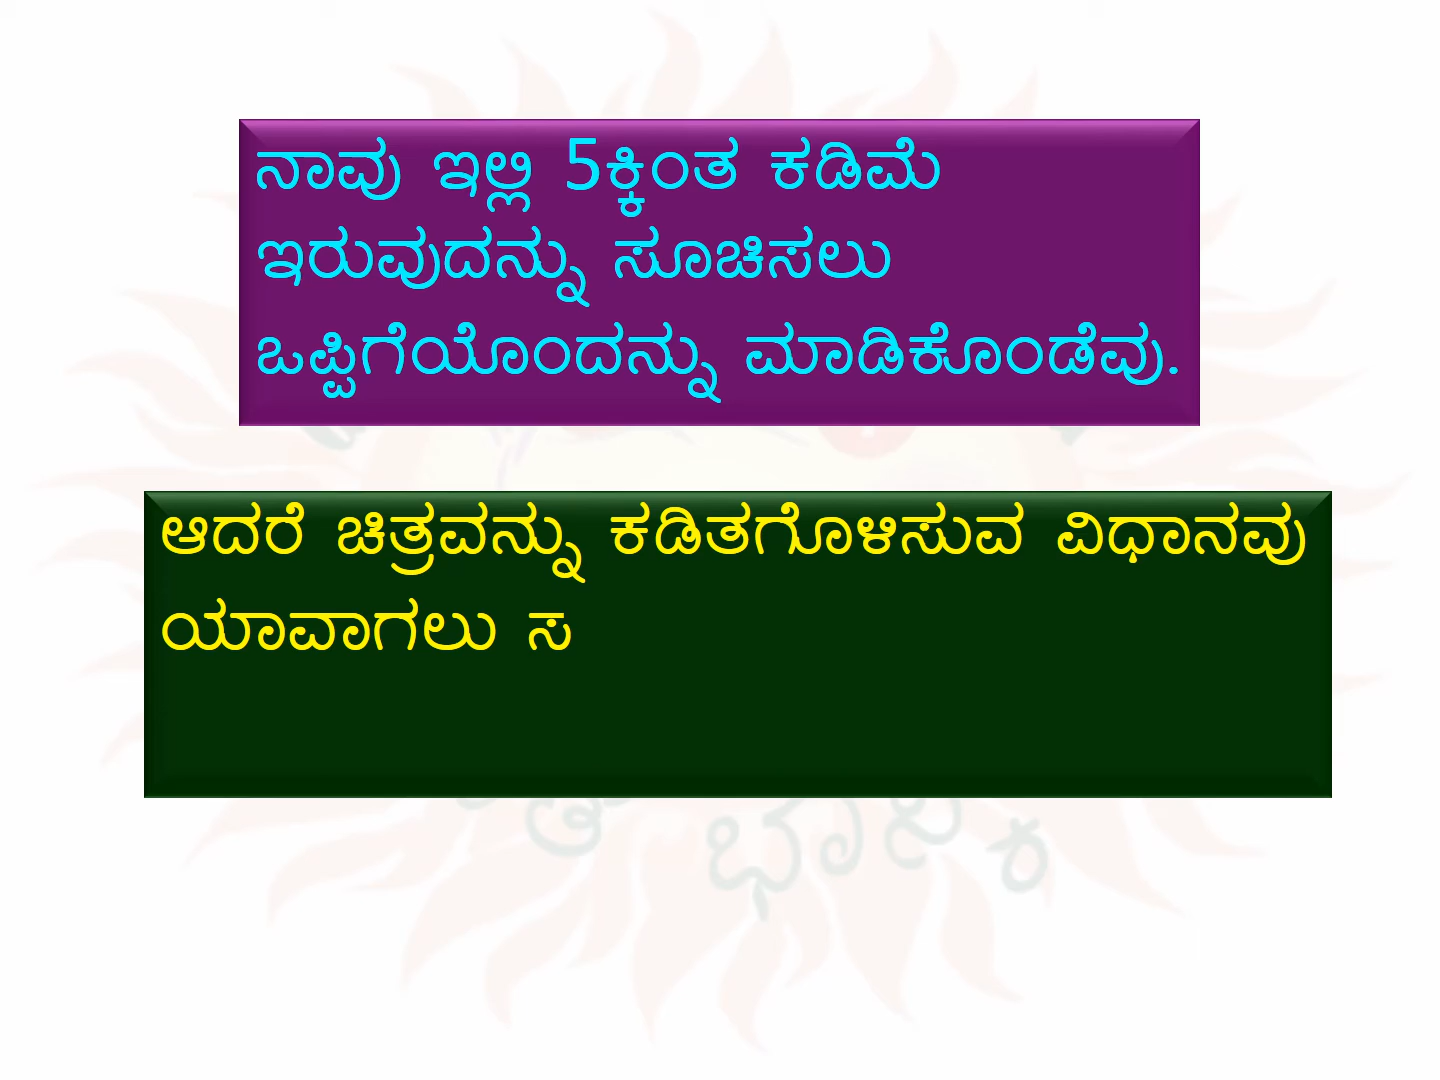 ನಾವು ಇಲ್ಲಿ 5ಕ್ಕಿಂತ ಕಡಿಮೆ
ಇರುವುದನ್ನು ಸೂಚಿಸಲು
ಒಪ್ಪಿಗೆಯೊಂದನ್ನು ಮಾಡಿಕೊಂಡೆವು.
ಆದರೆ ಚಿತ್ರವನ್ನು ಕಡಿತಗೊಳಿಸುವ ವಿಧಾನವು
ಯಾವಾಗಲು ಸ